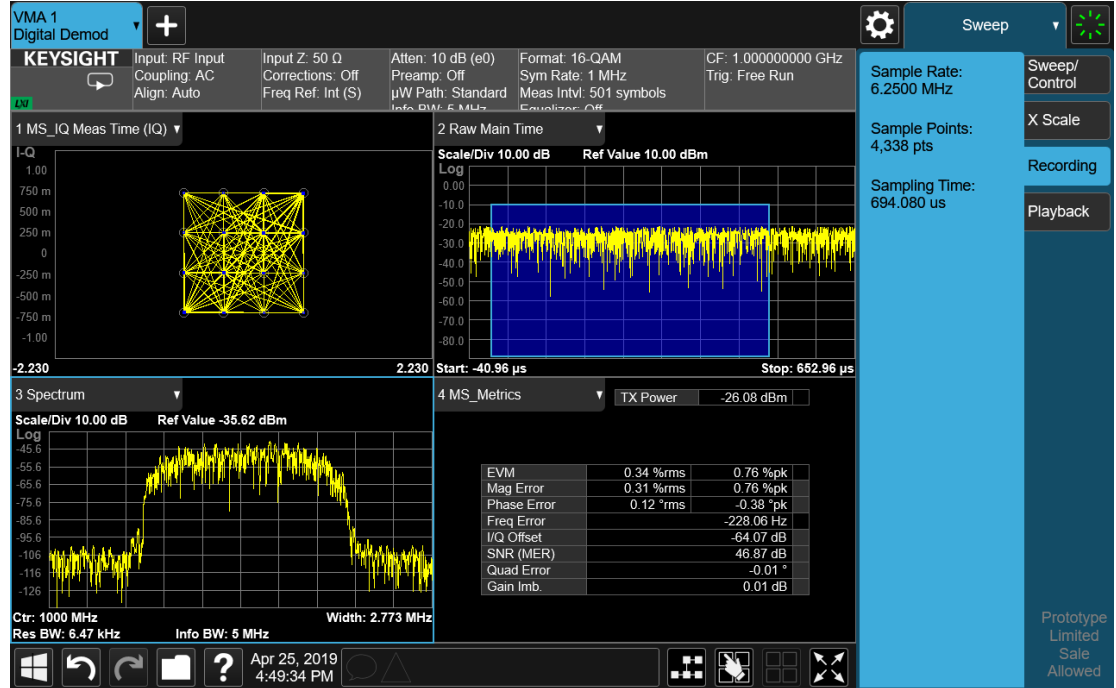 VMA 1
Digital Demod
Sweep
KEYSIGHT
LXI
Input: RF Input
Coupling: AC
Align: Auto
Input Z: 50 Ω
Corrections: Off
Freq Ref: Int (S)
Atten: 10 dB (e0)
Preamp: Off
µW Path: Standard
Info BW: 5 MHz
Format: 16-QAM
Sym Rate: 1 MHz
Meas Intvl: 501 symbols
Equalizer: Off
CF: 1.000000000 GHz
Trig: Free Run
1 MS_IQ Meas Time (IQ)
I-Q
1.00
750 m
500 m
250 m
0
-250 m
-500 m
-750 m
-1.00
-2.230
2.230
2 Raw Main Time
Scale/Div 10.00 dB
Ref Value 10.00 dBm
Log
0.00
-10.0
-20.0
-30.0
-40.0
-50.0
-60.0
-70.0
-80.0
Start: -40.96 µs
Stop: 652.96 µs
3 Spectrum
Scale/Div 10.00 dB
Ref Value -35.62 dBm
Log
-45.6
-55.6
-65.6
-75.6
-85.6
-95.6
-106
-116
-126
Ctr: 1000 MHz
Width: 2.773 MHz
Res BW: 6.47 kHz
Info BW: 5 MHz
4 MS_Metrics
TX Power -26.08 dBm
EVM 0.34 %rms 0.76 %pk
Mag Error 0.31 %rms 0.76 %pk
Phase Error 0.12 °rms -0.38 °pk
Freq Error -228.06 Hz
I/Q Offset -64.07 dB
SNR (MER) 46.87 dB
Quad Error -0.01 °
Gain Imb. 0.01 dB
Sample Rate:
6.2500 MHz
Sample Points:
4,338 pts
Sampling Time:
694.080 us
Sweep/
Control
X Scale
Recording
Playback
Prototype
Limited
Sale
Allowed
?
Apr 25, 2019
4:49:34 PM